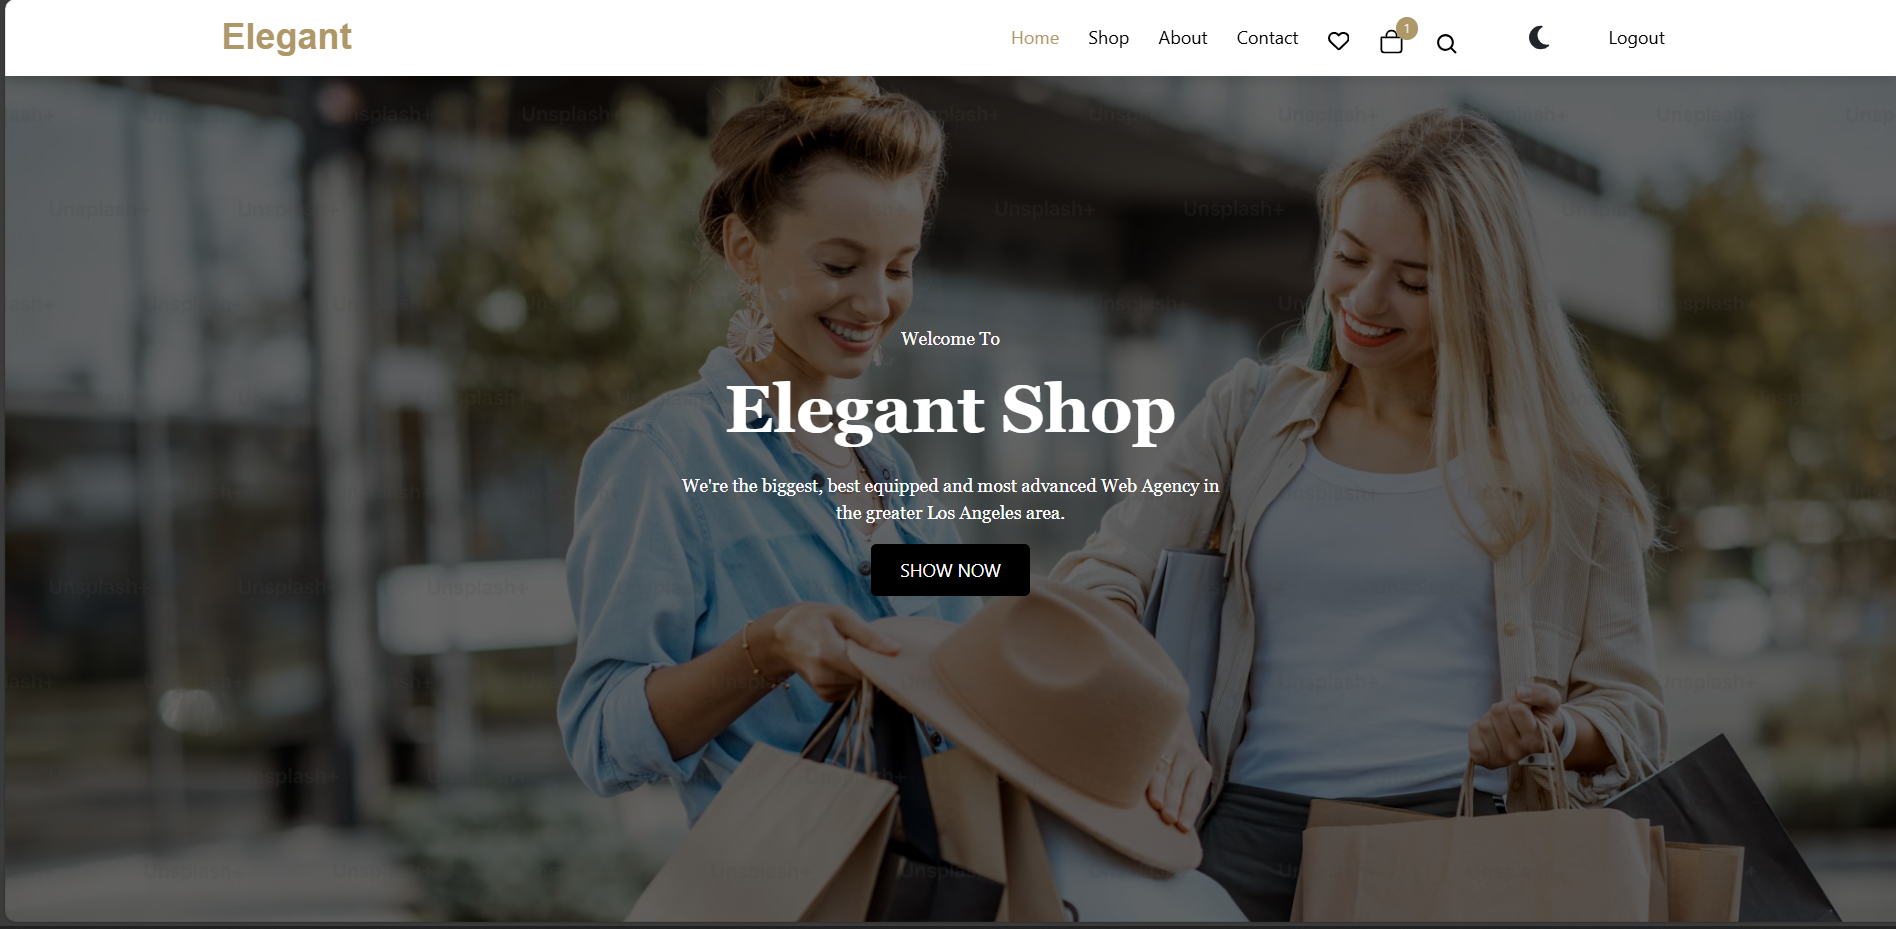 Elegant
Home Shop About Contact 1 Logout
Welcome To
Elegant Shop
We're the biggest, best equipped and most advanced Web Agency in
the greater Los Angeles area.
SHOW NOW
Unsplash+